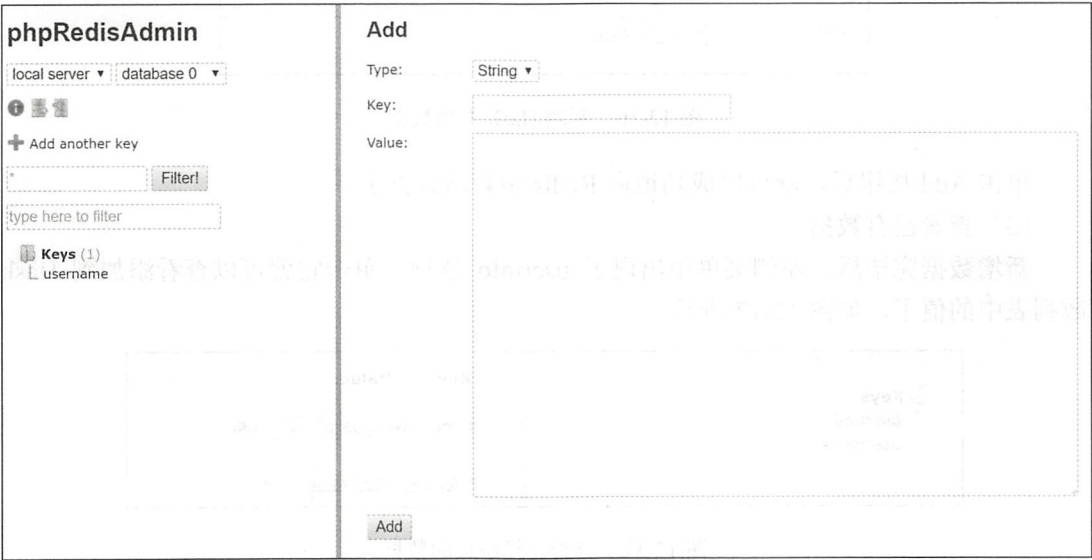 phpRedisAdmin
local server ▼ database 0 ▼
Add another key
* Filter!
type here to filter
Keys (1)
username
Add
Type: String ▼
Key:
Value:
Add